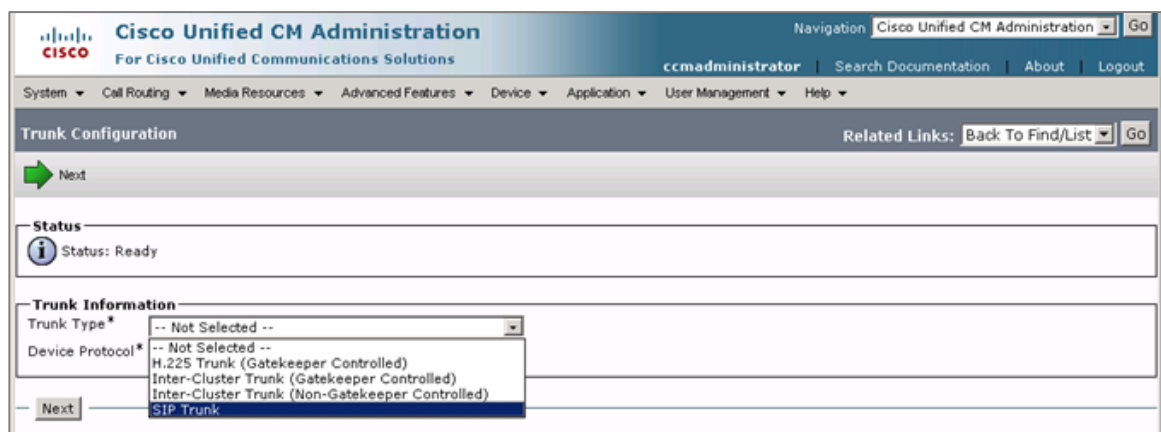 Cisco Unified CM Administration
For Cisco Unified Communications Solutions
CISCO
Navigation Cisco Unified CM Administration Go
ccmadministrator | Search Documentation | About | Logout
System Call Routing Media Resources Advanced Features Device Application User Management Help
Trunk Configuration
Related Links: Back To Find/List Go
Next
Status
Status: Ready
Trunk Information
Trunk Type* -- Not Selected --
Device Protocol* -- Not Selected --
H.225 Trunk (Gatekeeper Controlled)
Inter-Cluster Trunk (Gatekeeper Controlled)
Inter-Cluster Trunk (Non-Gatekeeper Controlled)
SIP Trunk
Next